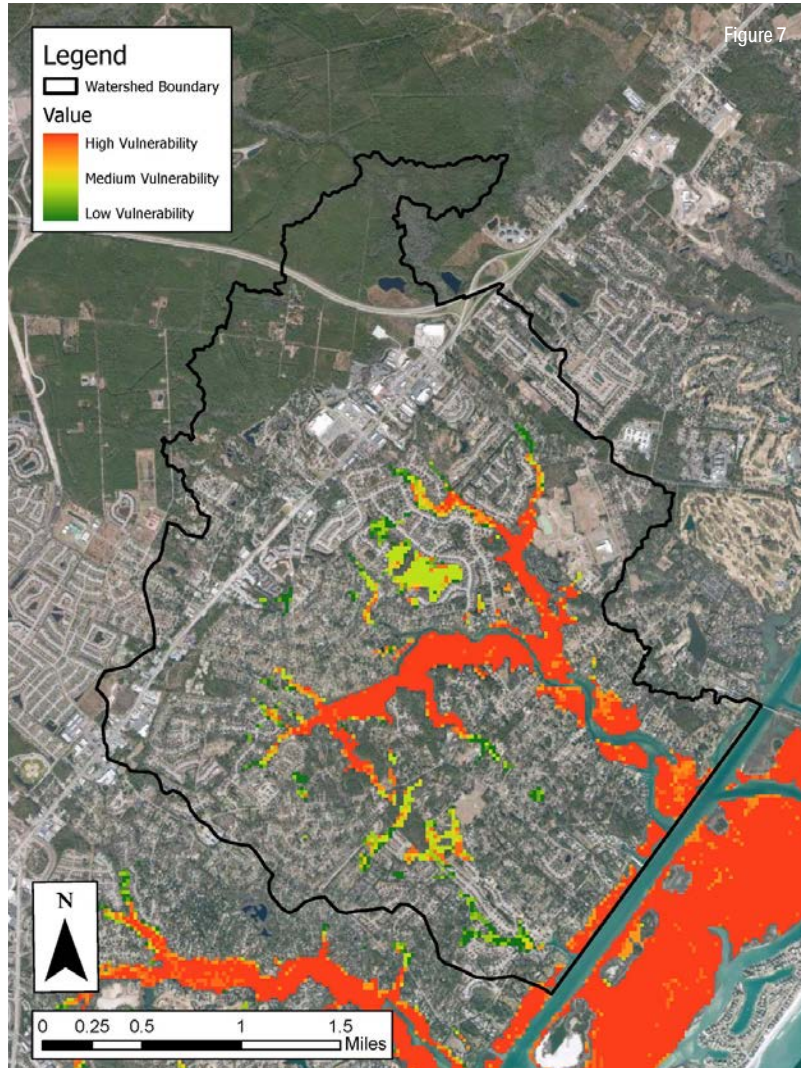 Figure 7
Legend
Watershed Boundary
Value
High Vulnerability
Medium Vulnerability
Low Vulnerability
N
0 0.25 0.5 1 1.5
Miles